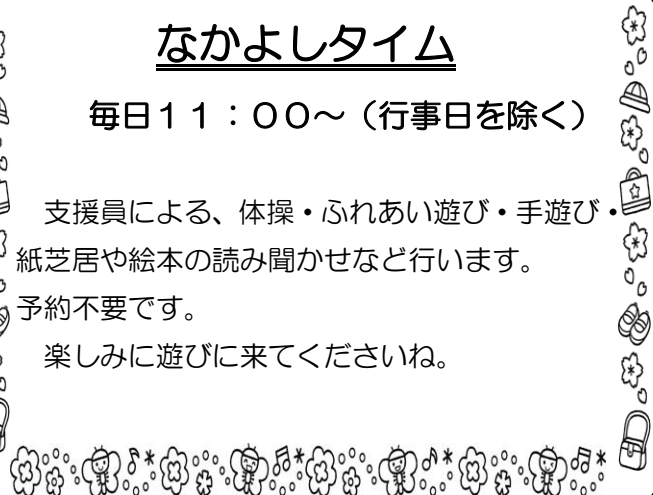 なかよしタイム
毎日１１：００～（行事日を除く）
　支援員による、体操・ふれあい遊び・手遊び・
紙芝居や絵本の読み聞かせなど行います。
予約不要です。
　楽しみに遊びに来てくださいね。